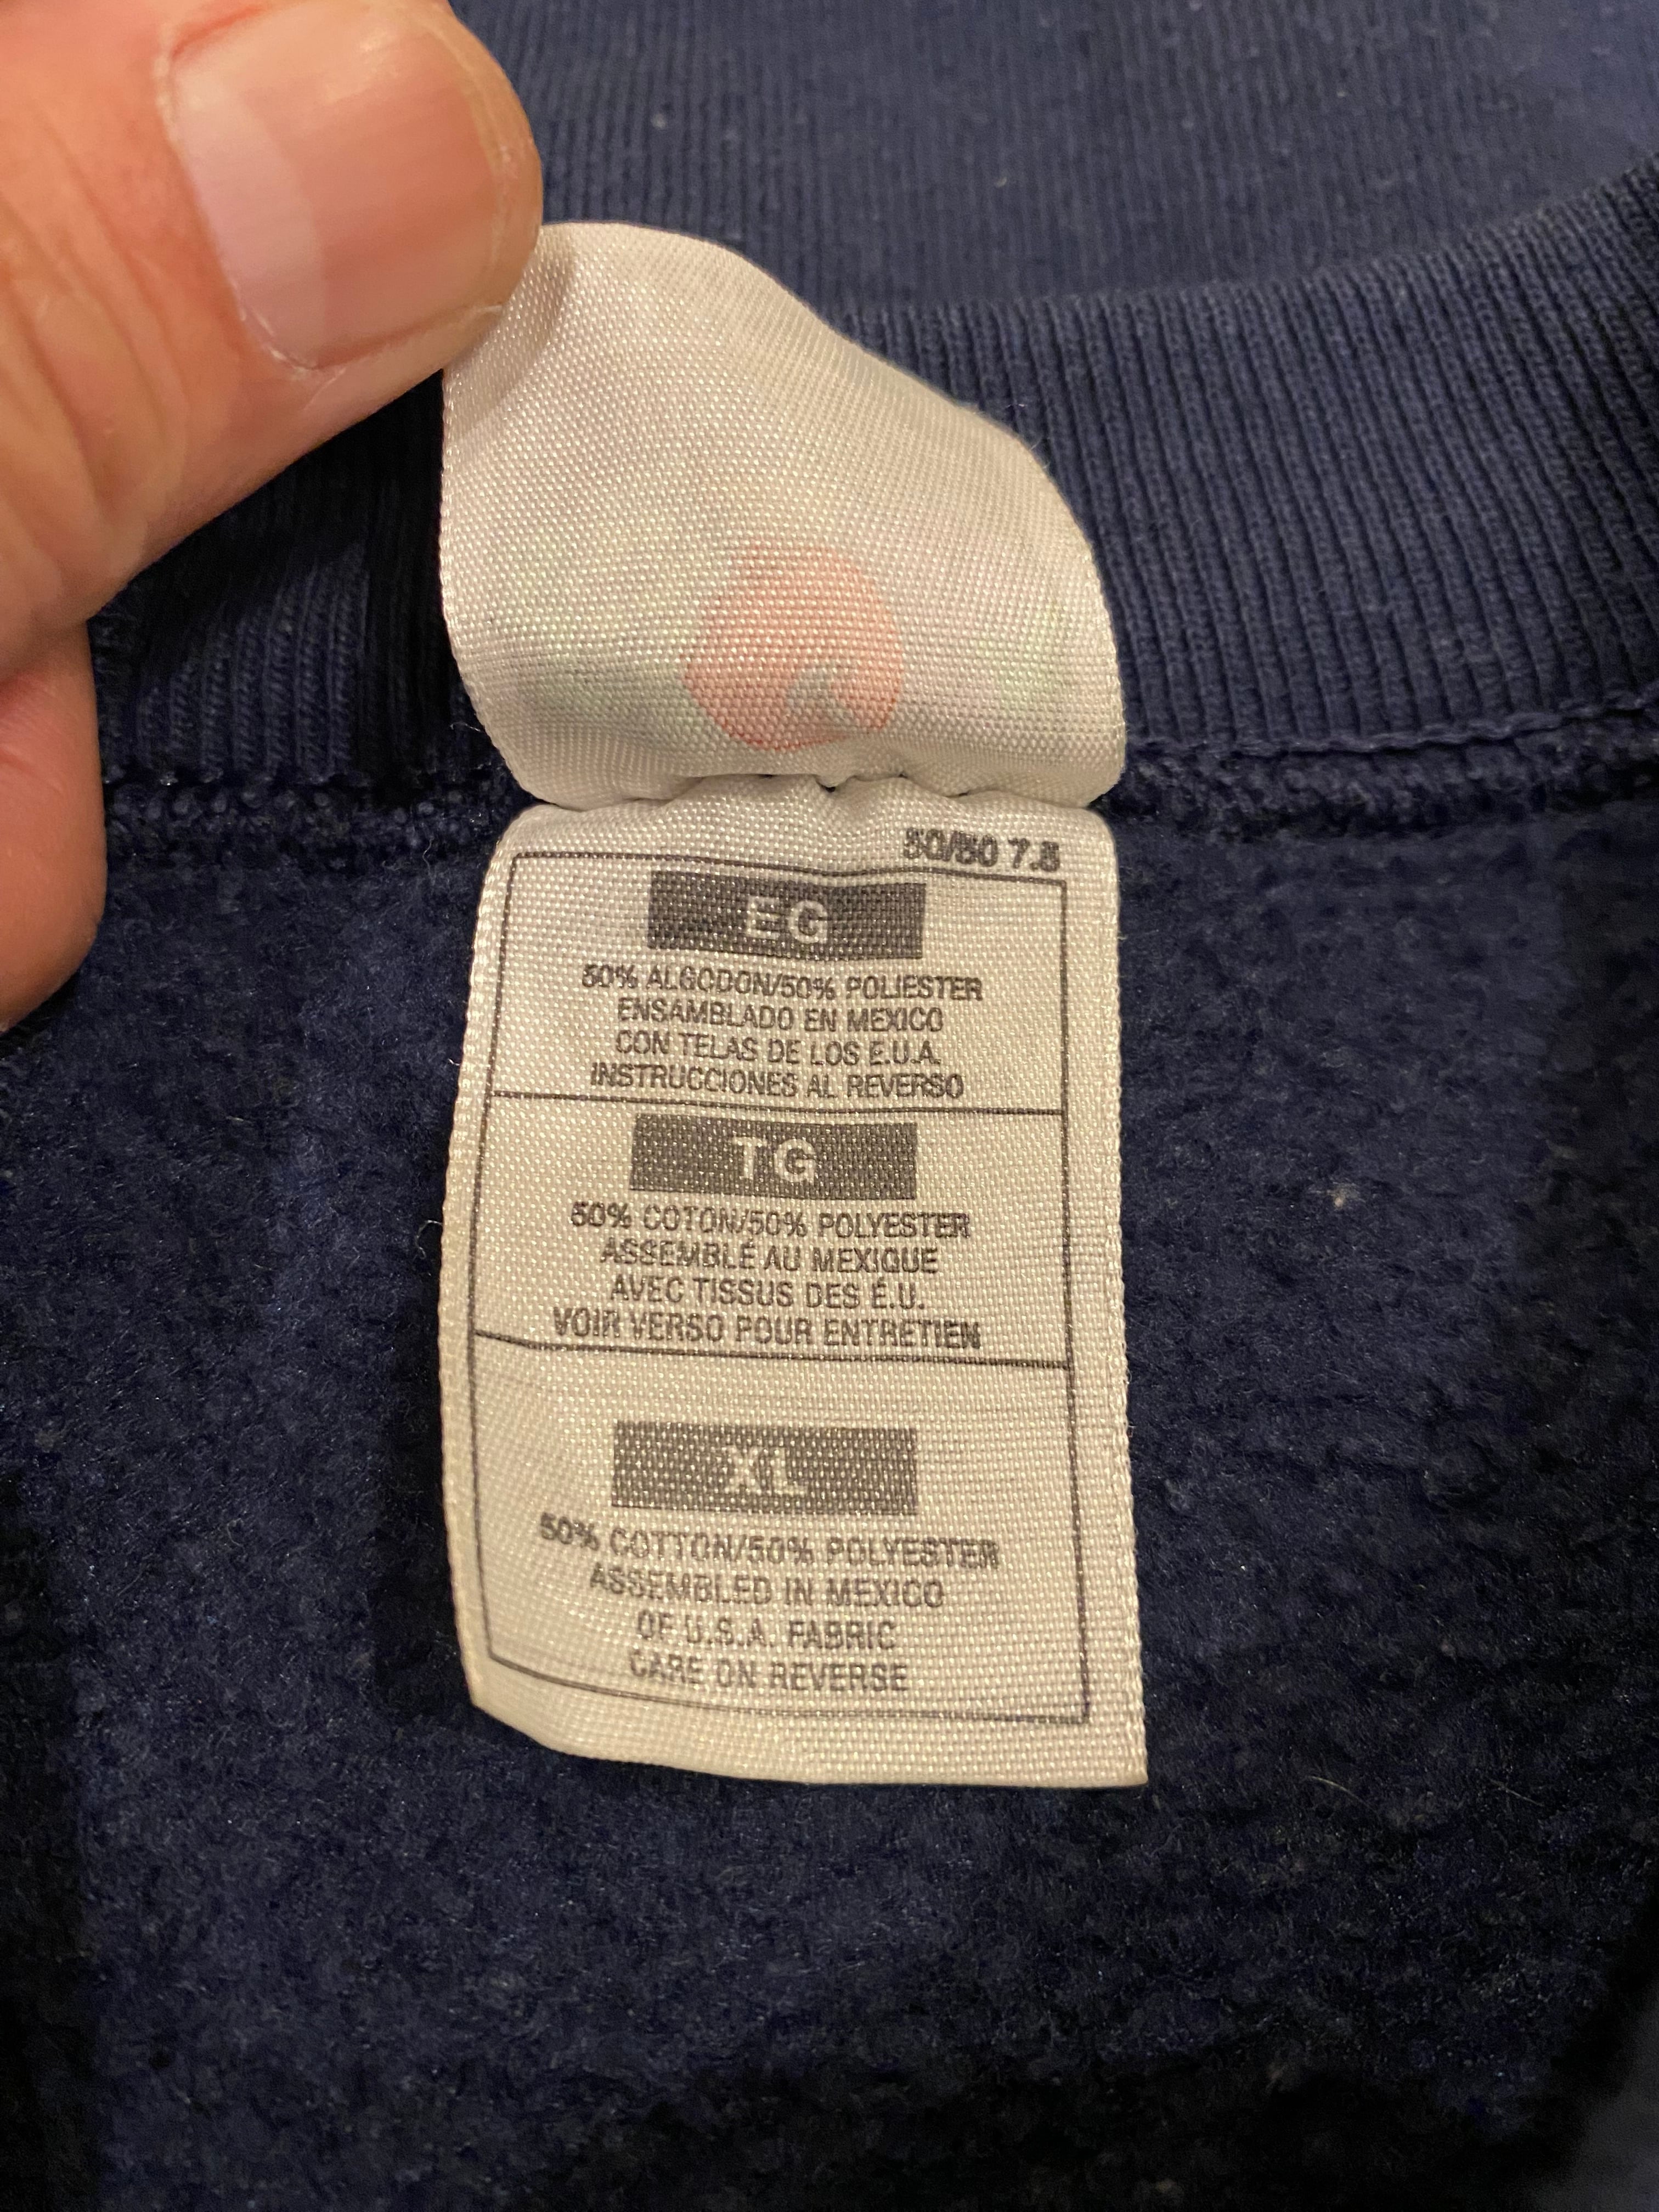 50/50 7.5
EG
50% ALGODON/50% POLIESTER
ENSAMBLADO EN MEXICO
CON TELAS DE LOS E.U.A.
INSTRUCCIONES AL REVERSO
TG
50% COTON/50% POLYESTER
ASSEMBLÉ AU MEXIQUE
AVEC TISSUS DES É.U.
VOIR VERSO POUR ENTRETIEN
XL
50% COTTON/50% POLYESTER
ASSEMBLED IN MEXICO
OF U.S.A. FABRIC
CARE ON REVERSE